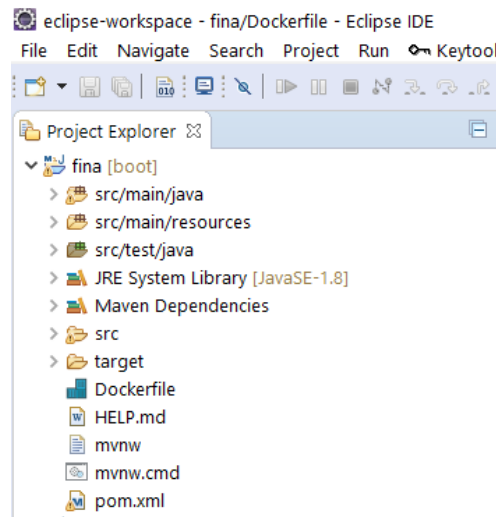 eclipse-workspace - fina/Dockerfile - Eclipse IDE
File Edit Navigate Search Project Run Keytool
Project Explorer
fina [boot]
src/main/java
src/main/resources
src/test/java
JRE System Library [JavaSE-1.8]
Maven Dependencies
src
target
Dockerfile
HELP.md
mvnw
mvnw.cmd
pom.xml